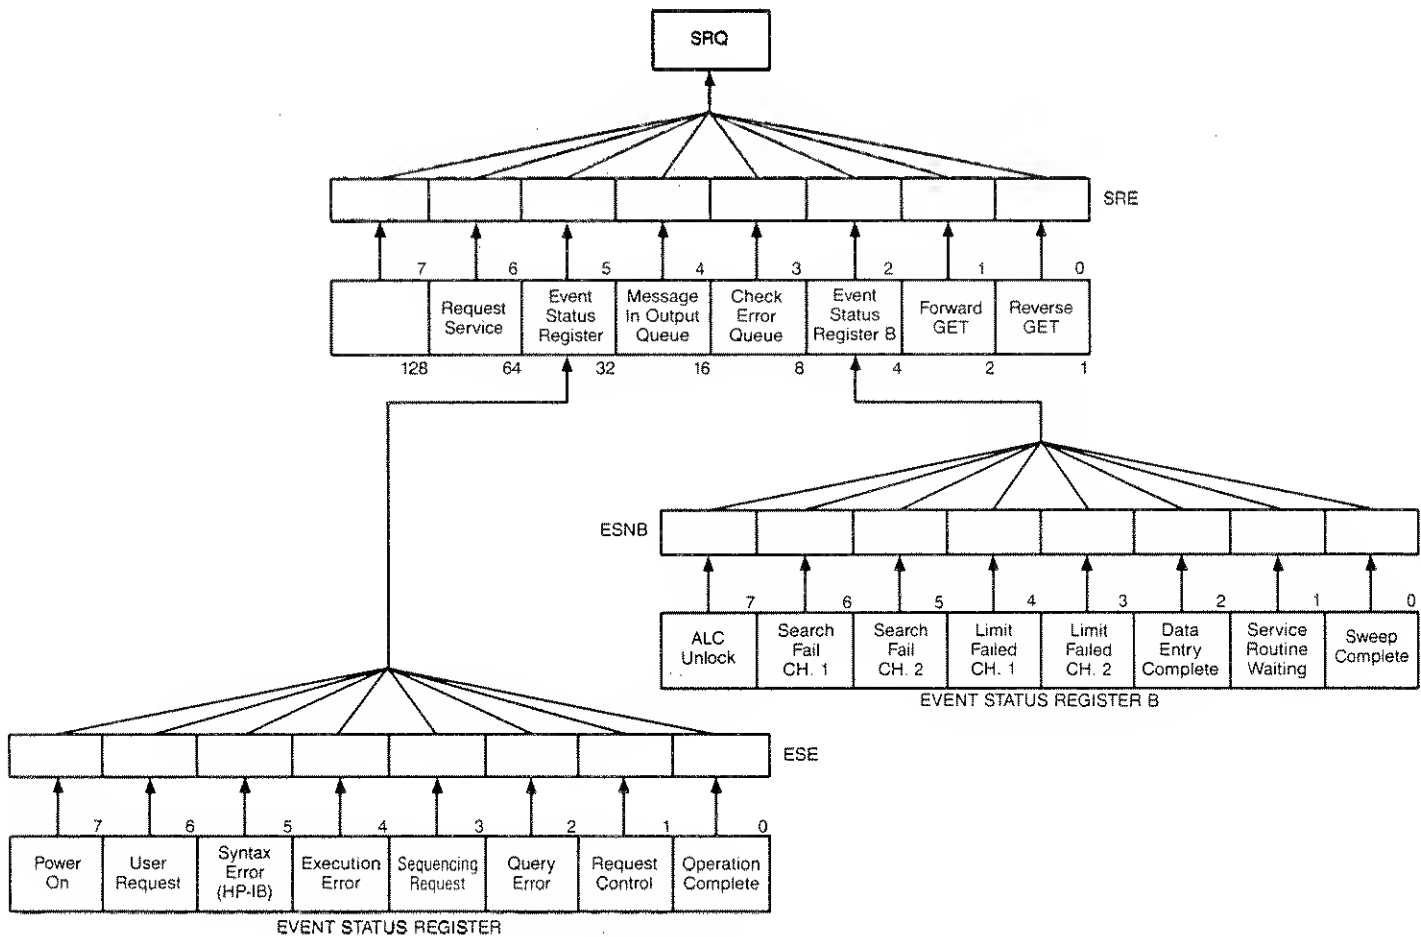 SRQ
SRE
7 6 5 4 3 2 1 0
Request
Service
Event
Status
Register
Message
In Output
Queue
Check
Error
Queue
Event
Status
Register B
Forward
GET
Reverse
GET
128 64 32 16 8 4 2 1
ESNB
7 6 5 4 3 2 1 0
ALC
Unlock
Search
Fail
CH. 1
Search
Fail
CH. 2
Limit
Failed
CH. 1
Limit
Failed
CH. 2
Data
Entry
Complete
Service
Routine
Waiting
Sweep
Complete
EVENT STATUS REGISTER B
ESE
7 6 5 4 3 2 1 0
Power
On
User
Request
Syntax
Error
(HP-IB)
Execution
Error
Sequencing
Request
Query
Error
Request
Control
Operation
Complete
EVENT STATUS REGISTER